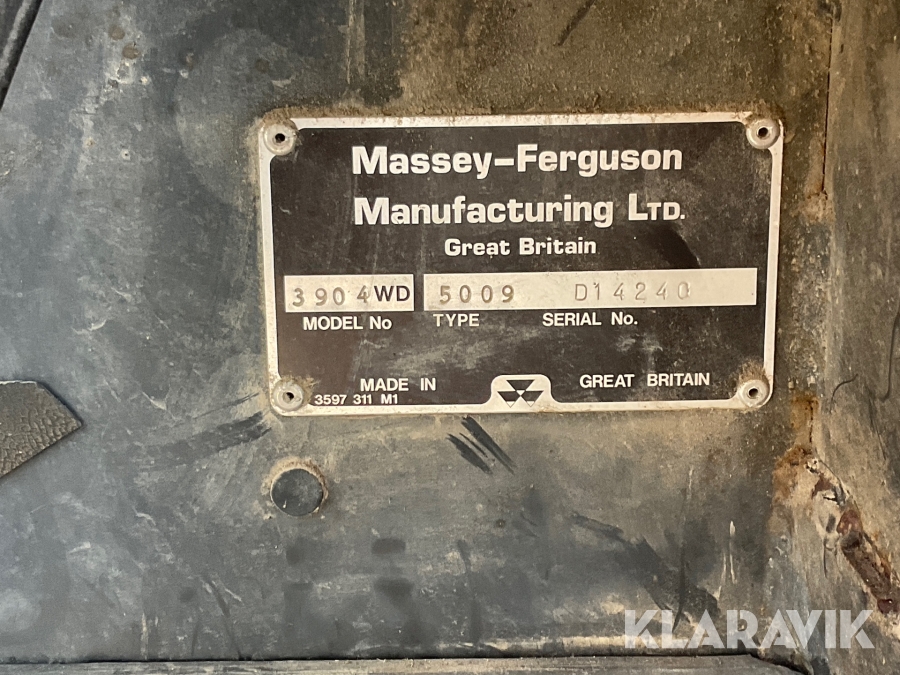 Massey-Ferguson
Manufacturing LTD.
Great Britain
3904WD 5009 D14240
MODEL No TYPE SERIAL No.
MADE IN GREAT BRITAIN
3597 311 M1
KLARAVIK